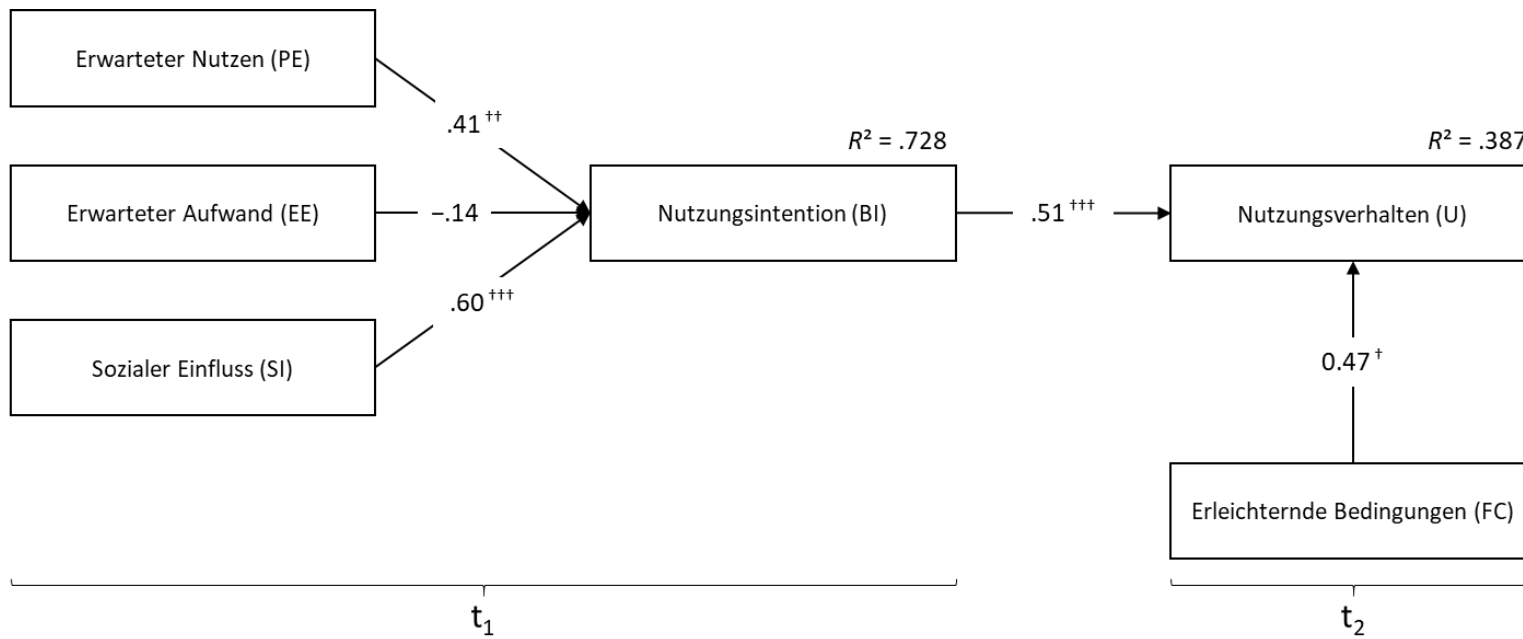 Erwarteter Nutzen (PE)
.41 ††
R² = .728
R² = .387
Erwarteter Aufwand (EE)
−.14
Nutzungsintention (BI)
.51 †††
Nutzungsverhalten (U)
.60 †††
Sozialer Einfluss (SI)
0.47 †
Erleichternde Bedingungen (FC)
t₁
t₂